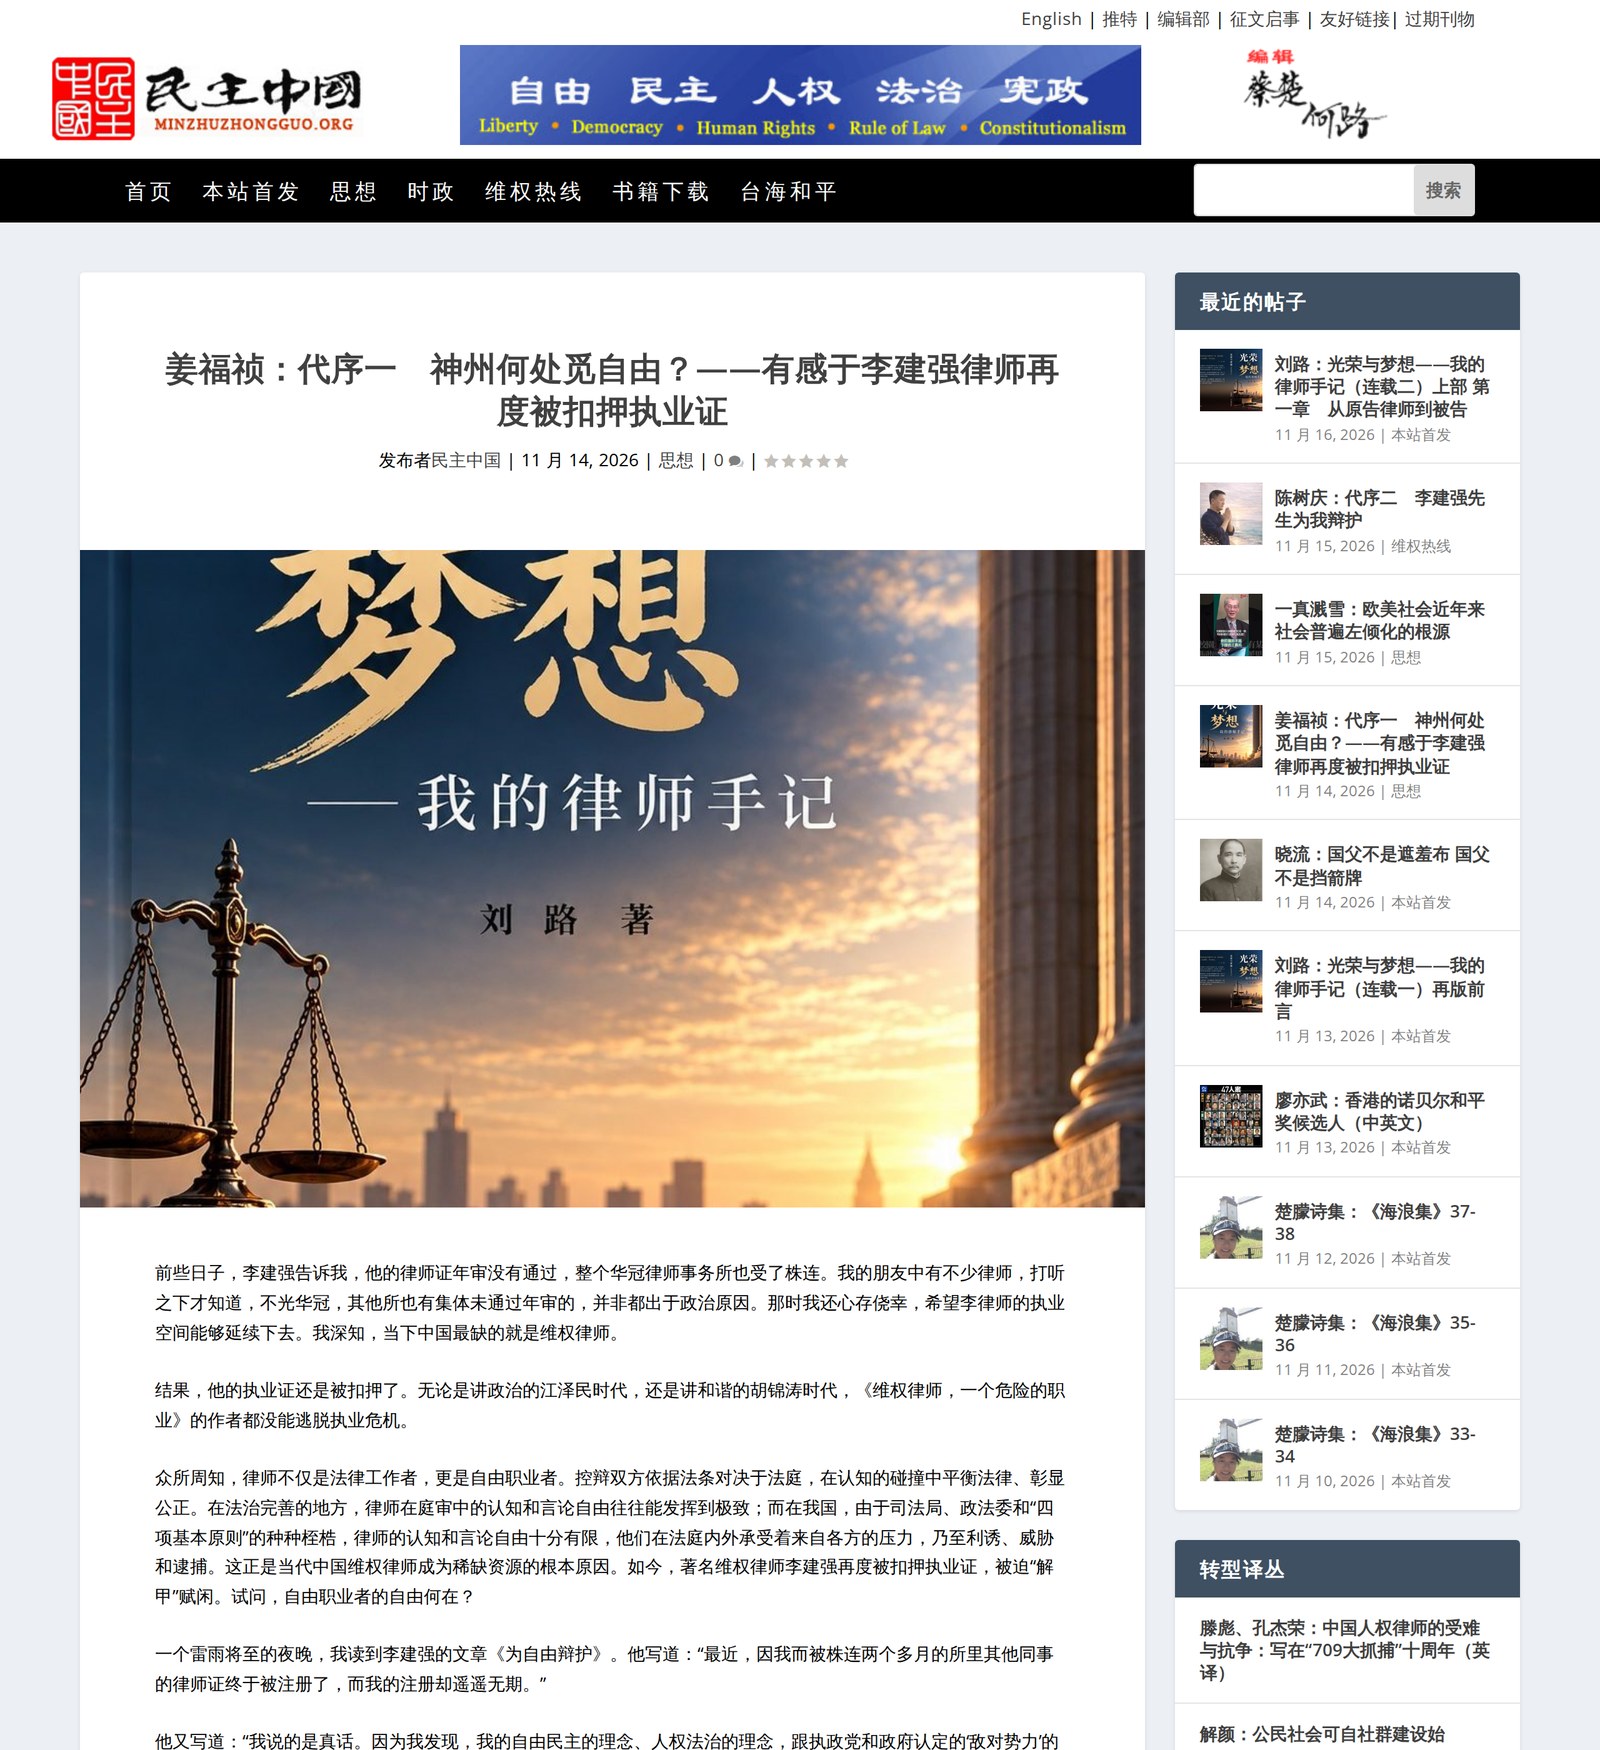 English | 推特 | 编辑部 | 征文启事 | 友好链接| 过期刊物
中國民主
民主中國
MINZHUZHONGGUO.ORG
自由 民主 人权 法治 宪政
Liberty • Democracy • Human Rights • Rule of Law • Constitutionalism
编辑
蔡楚
何路
首页 本站首发 思想 时政 维权热线 书籍下载 台海和平
搜索
姜福祯：代序一　神州何处觅自由？——有感于李建强律师再
度被扣押执业证
发布者民主中国 | 11 月 14, 2026 | 思想 | 0 |
梦想
——我的律师手记
刘路 著
前些日子，李建强告诉我，他的律师证年审没有通过，整个华冠律师事务所也受了株连。我的朋友中有不少律师，打听
之下才知道，不光华冠，其他所也有集体未通过年审的，并非都出于政治原因。那时我还心存侥幸，希望李律师的执业
空间能够延续下去。我深知，当下中国最缺的就是维权律师。
结果，他的执业证还是被扣押了。无论是讲政治的江泽民时代，还是讲和谐的胡锦涛时代，《维权律师，一个危险的职
业》的作者都没能逃脱执业危机。
众所周知，律师不仅是法律工作者，更是自由职业者。控辩双方依据法条对决于法庭，在认知的碰撞中平衡法律、彰显
公正。在法治完善的地方，律师在庭审中的认知和言论自由往往能发挥到极致；而在我国，由于司法局、政法委和“四
项基本原则”的种种桎梏，律师的认知和言论自由十分有限，他们在法庭内外承受着来自各方的压力，乃至利诱、威胁
和逮捕。这正是当代中国维权律师成为稀缺资源的根本原因。如今，著名维权律师李建强再度被扣押执业证，被迫“解
甲”赋闲。试问，自由职业者的自由何在？
一个雷雨将至的夜晚，我读到李建强的文章《为自由辩护》。他写道：“最近，因我而被株连两个多月的所里其他同事
的律师证终于被注册了，而我的注册却遥遥无期。”
他又写道：“我说的是真话。因为我发现，我的自由民主的理念、人权法治的理念，跟执政党和政府认定的‘敌对势力’的
最近的帖子
刘路：光荣与梦想——我的
律师手记（连载二）上部 第
一章　从原告律师到被告
11 月 16, 2026 | 本站首发
陈树庆：代序二　李建强先
生为我辩护
11 月 15, 2026 | 维权热线
一真溅雪：欧美社会近年来
社会普遍左倾化的根源
11 月 15, 2026 | 思想
姜福祯：代序一　神州何处
觅自由？——有感于李建强
律师再度被扣押执业证
11 月 14, 2026 | 思想
晓流：国父不是遮羞布 国父
不是挡箭牌
11 月 14, 2026 | 本站首发
刘路：光荣与梦想——我的
律师手记（连载一）再版前
言
11 月 13, 2026 | 本站首发
廖亦武：香港的诺贝尔和平
奖候选人（中英文）
11 月 13, 2026 | 本站首发
楚朦诗集：《海浪集》37-
38
11 月 12, 2026 | 本站首发
楚朦诗集：《海浪集》35-
36
11 月 11, 2026 | 本站首发
楚朦诗集：《海浪集》33-
34
11 月 10, 2026 | 本站首发
转型译丛
滕彪、孔杰荣：中国人权律师的受难
与抗争：写在“709大抓捕”十周年（英
译）
解颜：公民社会可自社群建设始